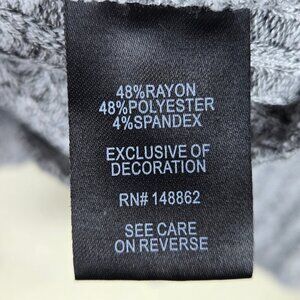 48%RAYON
48%POLYESTER
4%SPANDEX
EXCLUSIVE OF
DECORATION
RN# 148862
SEE CARE
ON REVERSE